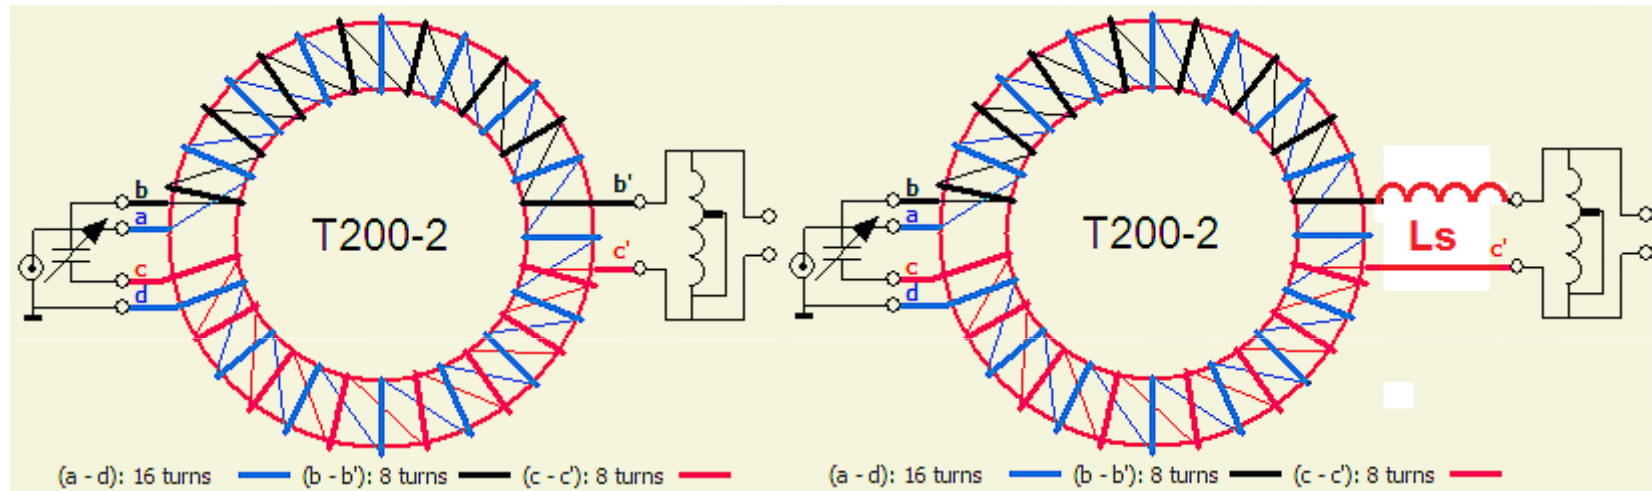 b
a
c
d
T200-2
b'
c'
(a - d): 16 turns (b - b'): 8 turns (c - c'): 8 turns
b
a
c
d
T200-2
Ls
c'
(a - d): 16 turns (b - b'): 8 turns (c - c'): 8 turns